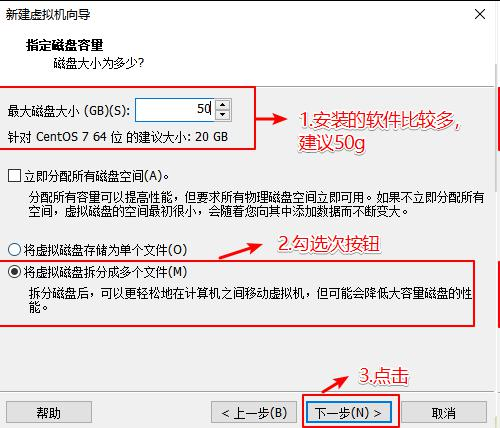 新建虚拟机向导
指定磁盘容量
磁盘大小为多少?
最大磁盘大小 (GB)(S): 50
针对 CentOS 7 64 位 的建议大小: 20 GB
1.安装的软件比较多，
建议50g
立即分配所有磁盘空间(A)。
分配所有容量可以提高性能，但要求所有物理磁盘空间立即可用。如果不立即分配所有
空间，虚拟磁盘的空间最初很小，会随着您向其中添加数据而不断变大。
2.勾选次按钮
将虚拟磁盘存储为单个文件(O)
将虚拟磁盘拆分成多个文件(M)
拆分磁盘后，可以更轻松地在计算机之间移动虚拟机，但可能会降低大容量磁盘的性
能。
3.点击
帮助
< 上一步(B)
下一步(N) >
取消